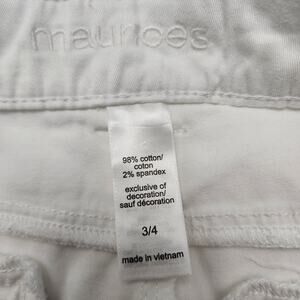 maurices
98% cotton/
coton
2% spandex
exclusive of
decoration/
sauf décoration
3/4
made in vietnam